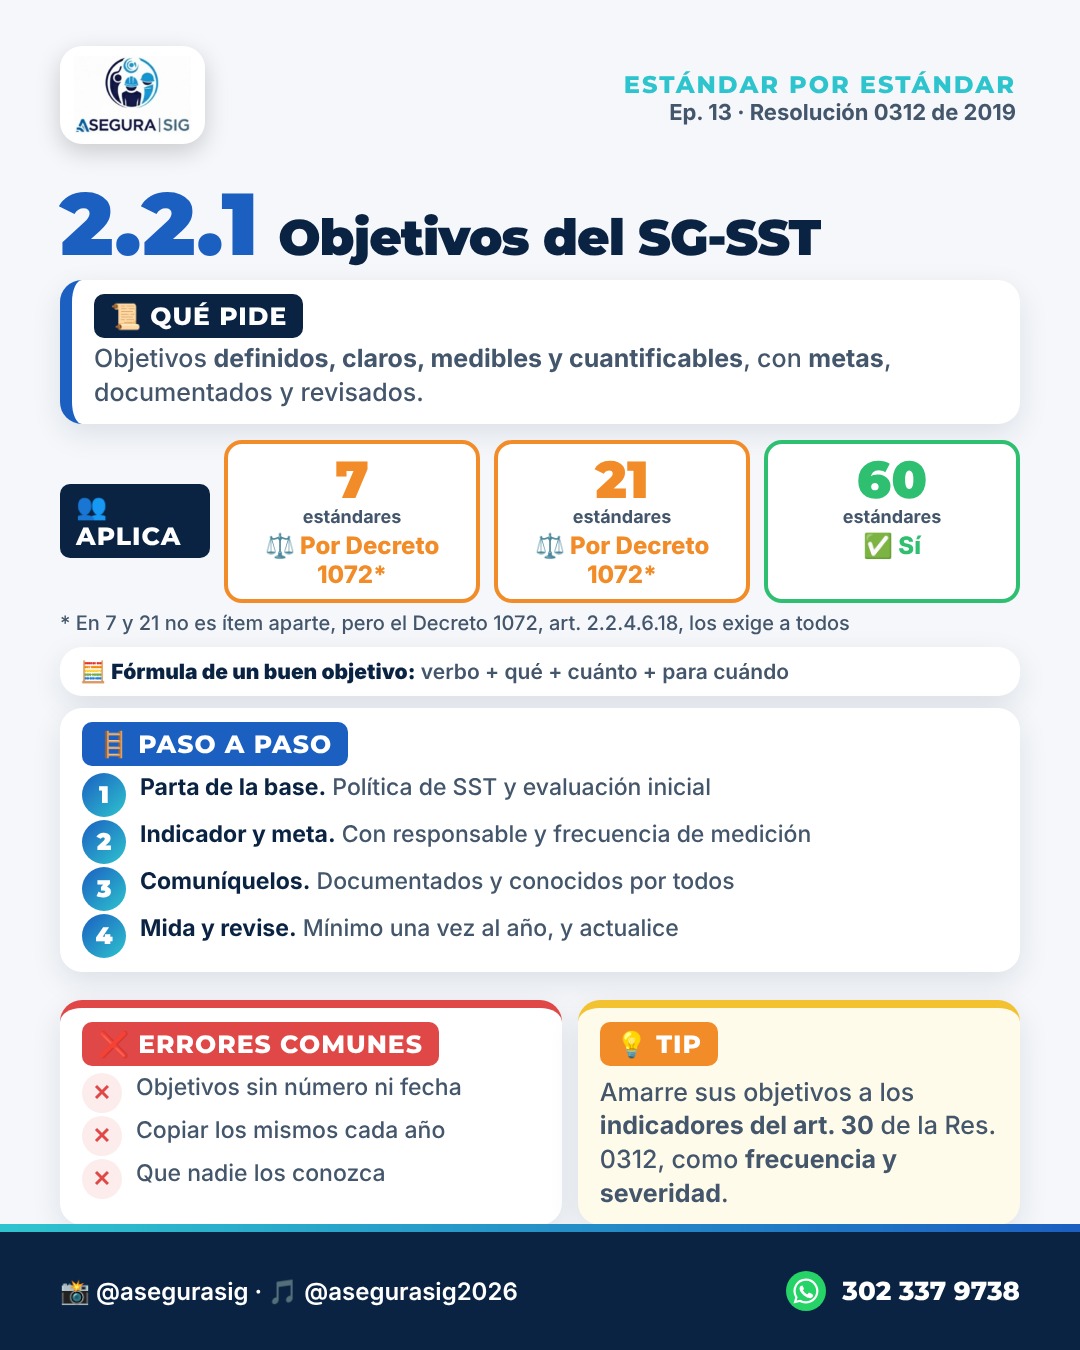 ASEGURA|SIG
ESTÁNDAR POR ESTÁNDAR
Ep. 13 · Resolución 0312 de 2019
2.2.1 Objetivos del SG-SST
📜 QUÉ PIDE
Objetivos definidos, claros, medibles y cuantificables, con metas,
documentados y revisados.
👥 APLICA
7
estándares
⚖️ Por Decreto
1072*
21
estándares
⚖️ Por Decreto
1072*
60
estándares
✅ Sí
* En 7 y 21 no es ítem aparte, pero el Decreto 1072, art. 2.2.4.6.18, los exige a todos
🧮 Fórmula de un buen objetivo: verbo + qué + cuánto + para cuándo
🪜 PASO A PASO
1 Parta de la base. Política de SST y evaluación inicial
2 Indicador y meta. Con responsable y frecuencia de medición
3 Comuníquelos. Documentados y conocidos por todos
4 Mida y revise. Mínimo una vez al año, y actualice
❌ ERRORES COMUNES
✕ Objetivos sin número ni fecha
✕ Copiar los mismos cada año
✕ Que nadie los conozca
💡 TIP
Amarre sus objetivos a los
indicadores del art. 30 de la Res.
0312, como frecuencia y
severidad.
📸 @asegurasig · 🎵 @asegurasig2026
302 337 9738